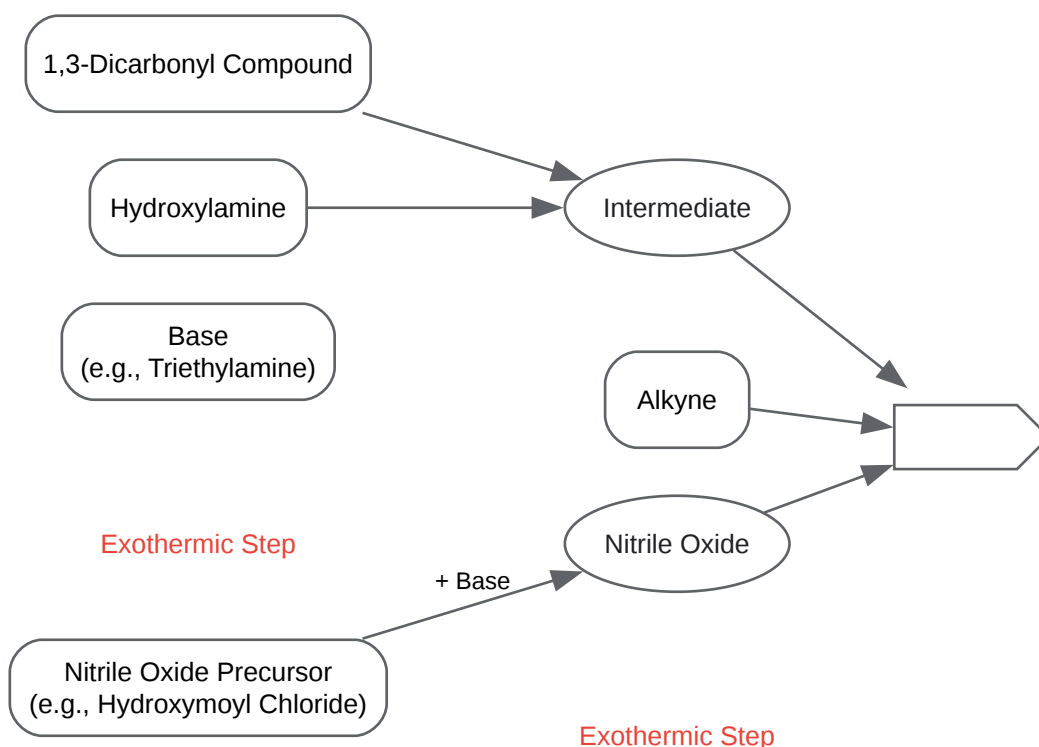 1,3-Dicarbonyl Compound
Hydroxylamine
Intermediate
Base
(e.g., Triethylamine)
Alkyne
Exothermic Step
Nitrile Oxide
+ Base
Nitrile Oxide Precursor
(e.g., Hydroxymoyl Chloride)
Exothermic Step